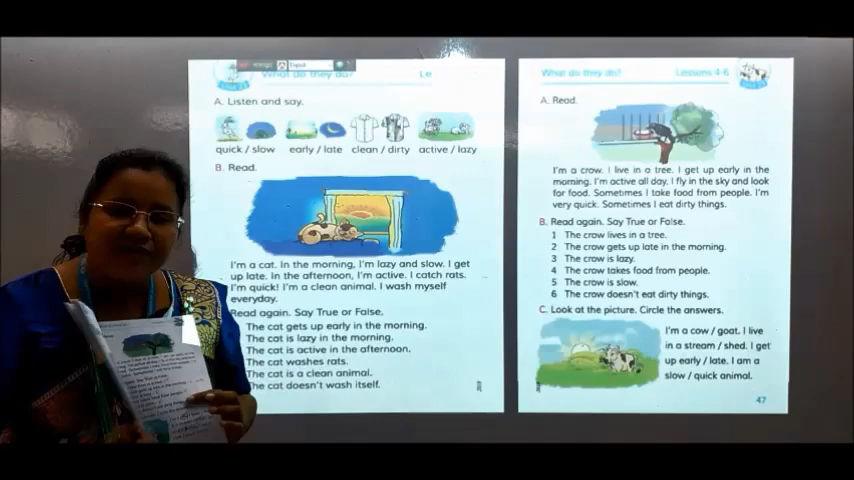 What do they do?
Le
A. Listen and say.
quick / slow early / late clean / dirty active / lazy
B. Read.
I'm a cat. In the morning, I'm lazy and slow. I get
up late. In the afternoon, I'm active. I catch rats.
I'm quick! I'm a clean animal. I wash myself
everyday.
Read again. Say True or False.
The cat gets up early in the morning.
The cat is lazy in the morning.
The cat is active in the afternoon.
The cat washes rats.
The cat is a clean animal.
The cat doesn't wash itself.
What do they do? Lessons 4-6
A. Read.
I'm a crow. I live in a tree. I get up early in the
morning. I'm active all day. I fly in the sky and look
for food. Sometimes I take food from people. I'm
very quick. Sometimes I eat dirty things.
B. Read again. Say True or False.
1 The crow lives in a tree.
2 The crow gets up late in the morning.
3 The crow is lazy.
4 The crow takes food from people.
5 The crow is slow.
6 The crow doesn't eat dirty things.
C. Look at the picture. Circle the answers.
I'm a cow / goat. I live
in a stream / shed. I get
up early / late. I am a
slow / quick animal.
47